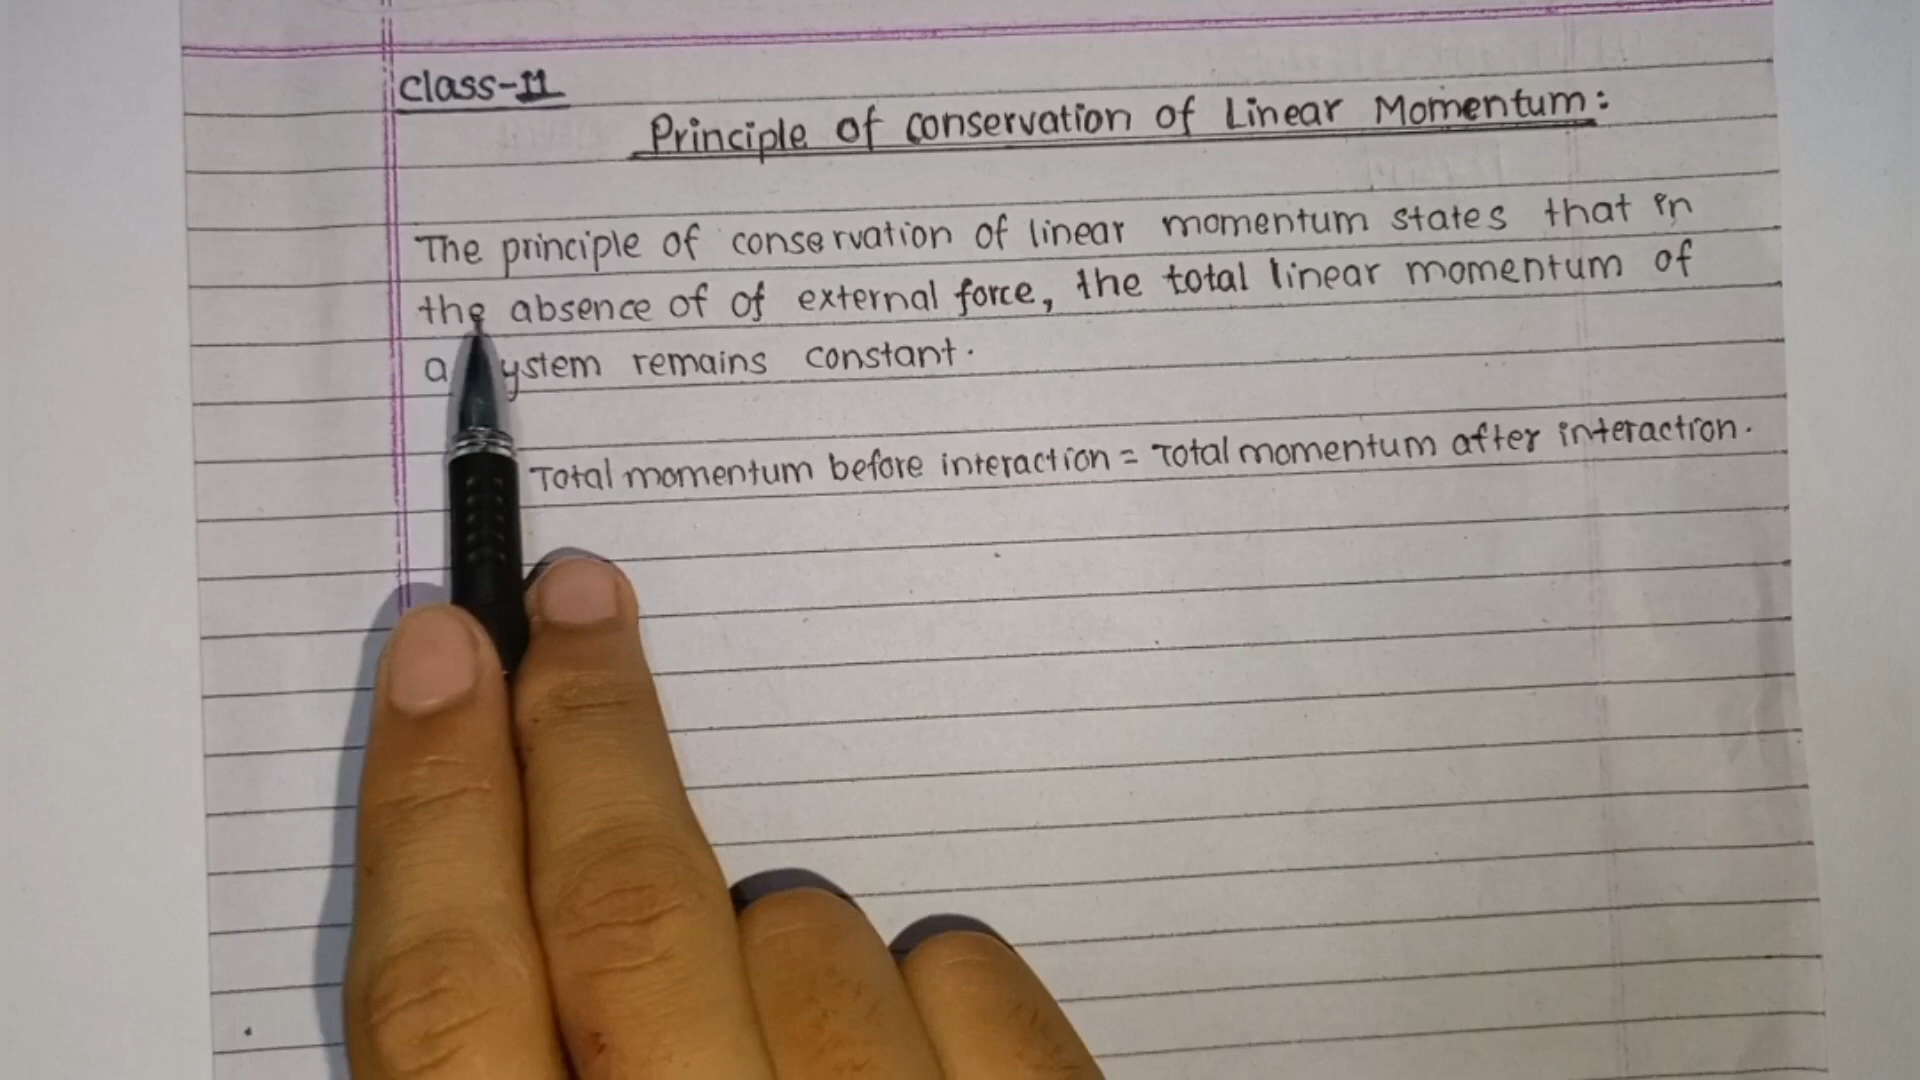 Class-11
Principle of conservation of Linear Momentum:
The principle of conservation of linear momentum states that in
the absence of of external force, the total linear momentum of
a ystem remains constant.
Total momentum before interaction = Total momentum after interaction.